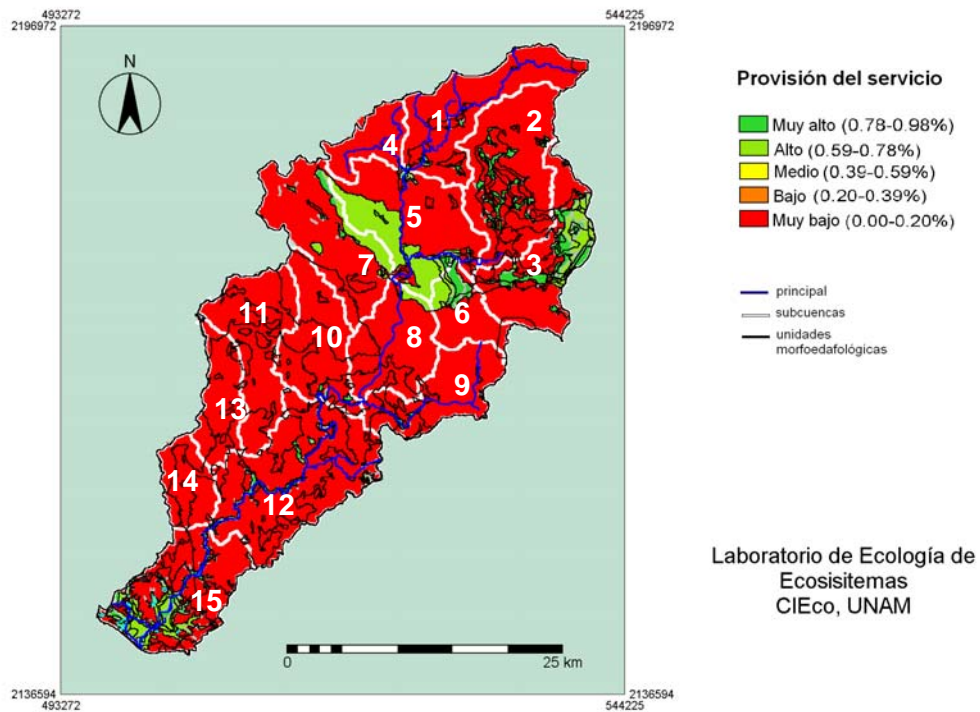 493272
544225
2196972
2196972
N
Provisión del servicio
Muy alto (0.78-0.98%)
Alto (0.59-0.78%)
Medio (0.39-0.59%)
Bajo (0.20-0.39%)
Muy bajo (0.00-0.20%)
1
2
4
5
3
7
6
principal
subcuencas
unidades
morfoedafológicas
11
10
8
9
13
14
12
15
Laboratorio de Ecología de
Ecosisitemas
CIEco, UNAM
0
25 km
2136594
2136594
493272
544225